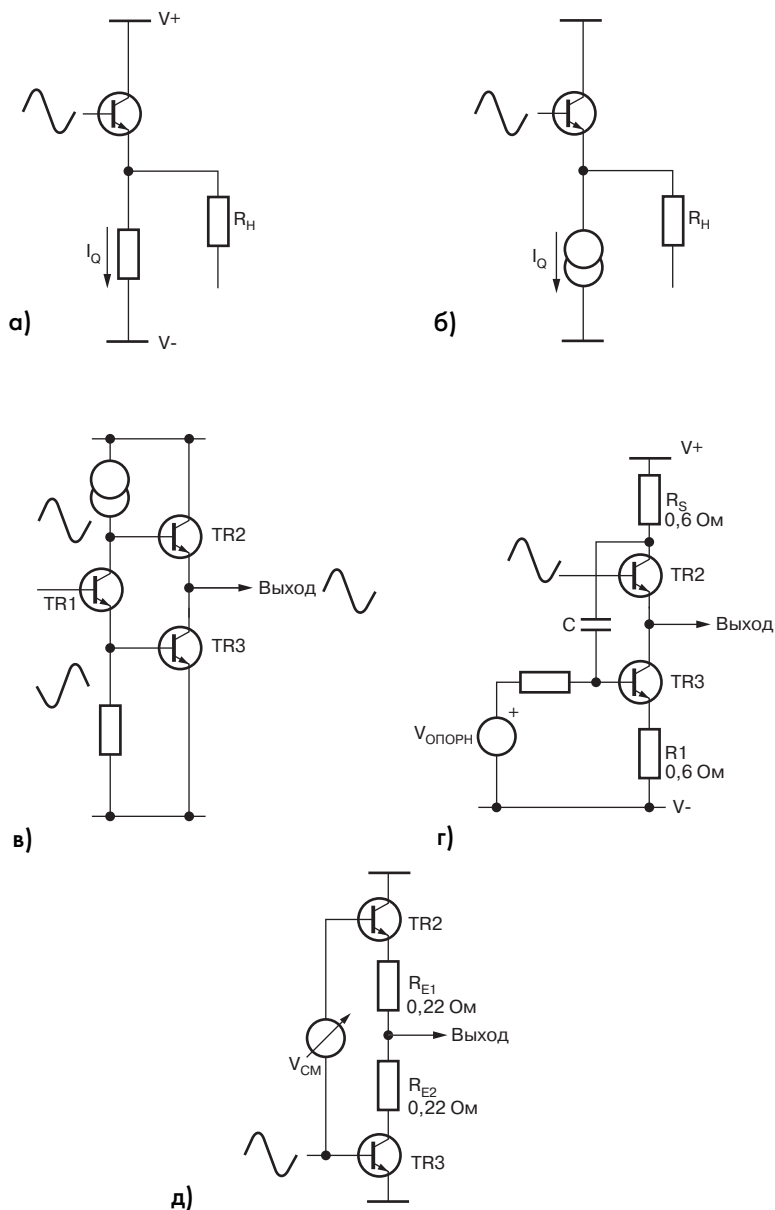 V+
R_H
I_Q
V-
а)
R_H
I_Q
б)
TR2
TR1
Выход
TR3
в)
V+
R_S
0,6 Ом
TR2
Выход
C
TR3
V_ОПОРН
+
R1
0,6 Ом
V-
г)
TR2
R_E1
0,22 Ом
Выход
V_СМ
R_E2
0,22 Ом
TR3
д)